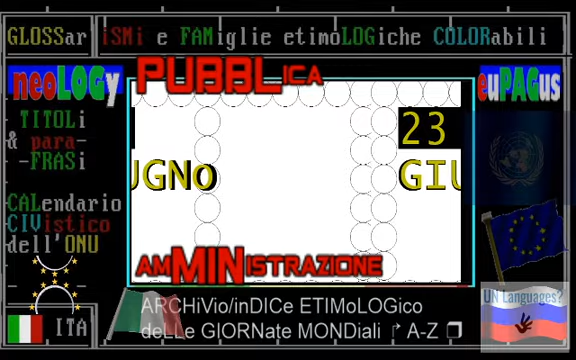 GLOSSar
iSMi e FAMiglie etimoLOGiche COLORabili
neoLOGy
PUBBLiCA
euPAGus
TITOLi
& para-
-FRASi
23
UGNo
GIU
CALendario
CIVistico
dell'ONU
amMINistrazione
UN Languages?
ITA
ARCHiVio/inDICe ETIMoLOGico
deLLe GIORNate MONDiali ↱ A-Z ❐